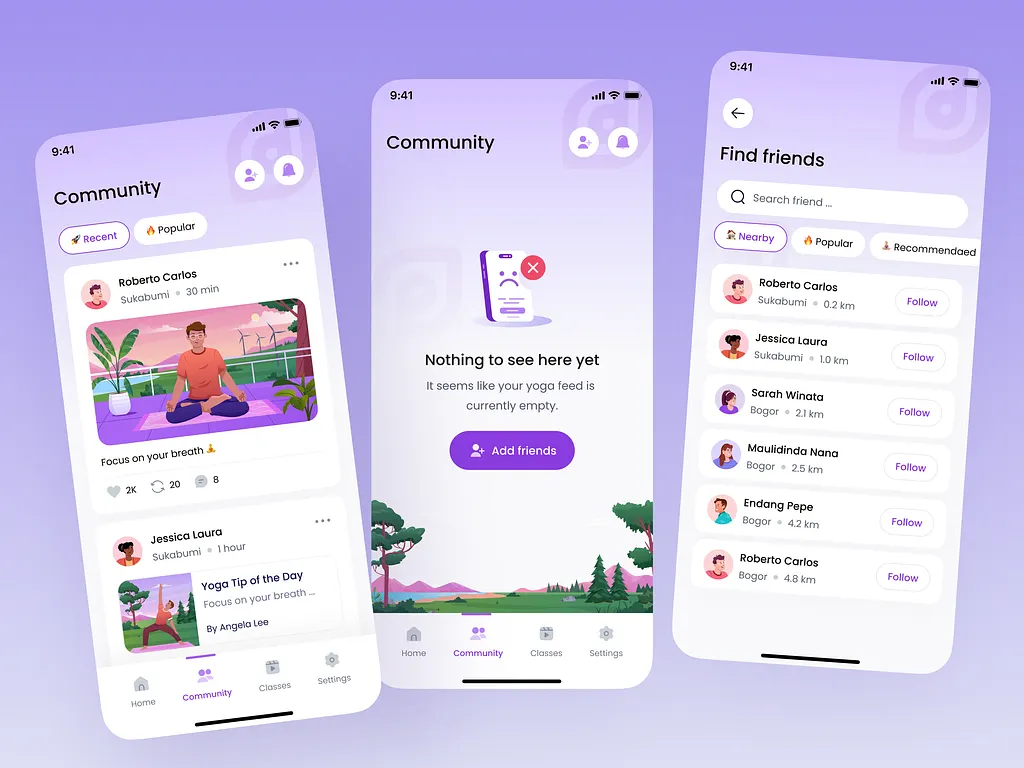 9:41
Community
🚀 Recent
🔥 Popular
Roberto Carlos
Sukabumi • 30 min
Focus on your breath 🧘
2K
20
8
Jessica Laura
Sukabumi • 1 hour
Yoga Tip of the Day
Focus on your breath ...
By Angela Lee
Home
Community
Classes
Settings
9:41
Community
Nothing to see here yet
It seems like your yoga feed is
currently empty.
Add friends
Home
Community
Classes
Settings
9:41
Find friends
Search friend ...
🏠 Nearby
🔥 Popular
🧘 Recommendaed
Roberto Carlos
Sukabumi • 0.2 km
Follow
Jessica Laura
Sukabumi • 1.0 km
Follow
Sarah Winata
Bogor • 2.1 km
Follow
Maulidinda Nana
Bogor • 2.5 km
Follow
Endang Pepe
Bogor • 4.2 km
Follow
Roberto Carlos
Bogor • 4.8 km
Follow